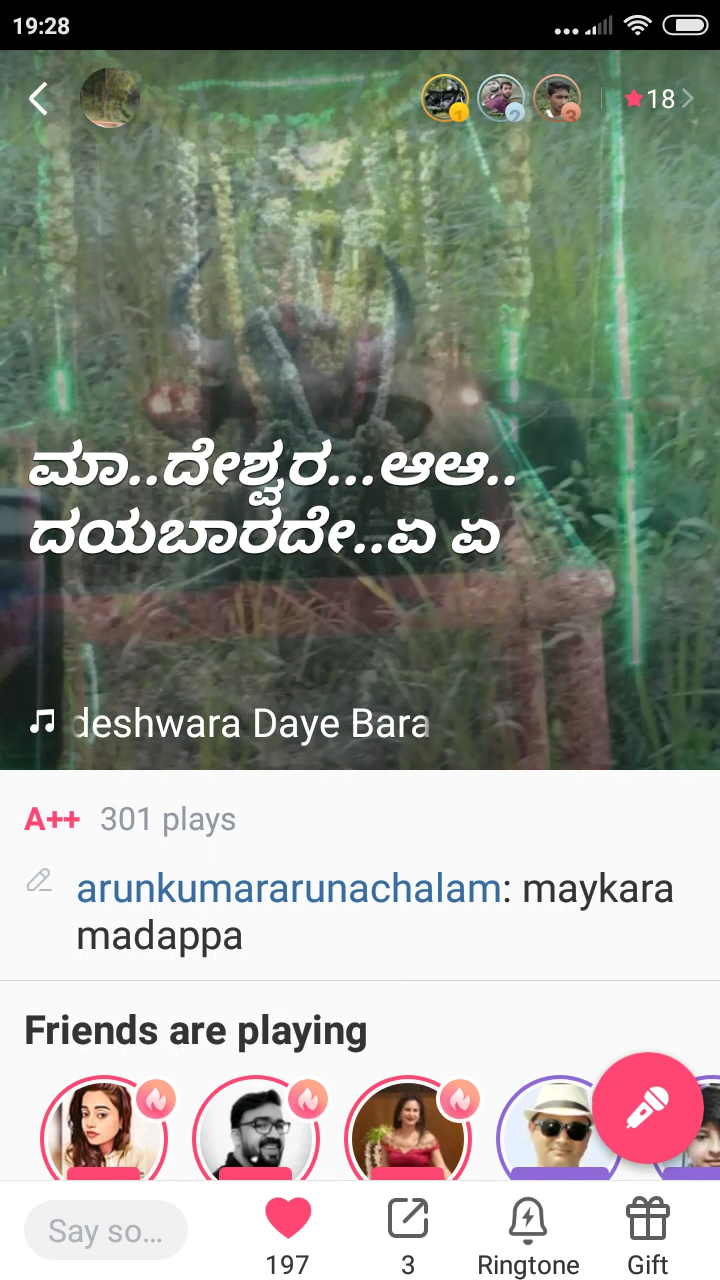 19:28
18
ಮಾ..ದೇಶ್ವರ...ಆಆ..
ದಯಬಾರದೇ..ಏ ಏ
deshwara Daye Bara
A++ 301 plays
arunkumararunachalam: maykara
madappa
Friends are playing
Say so...
197
3
Ringtone
Gift